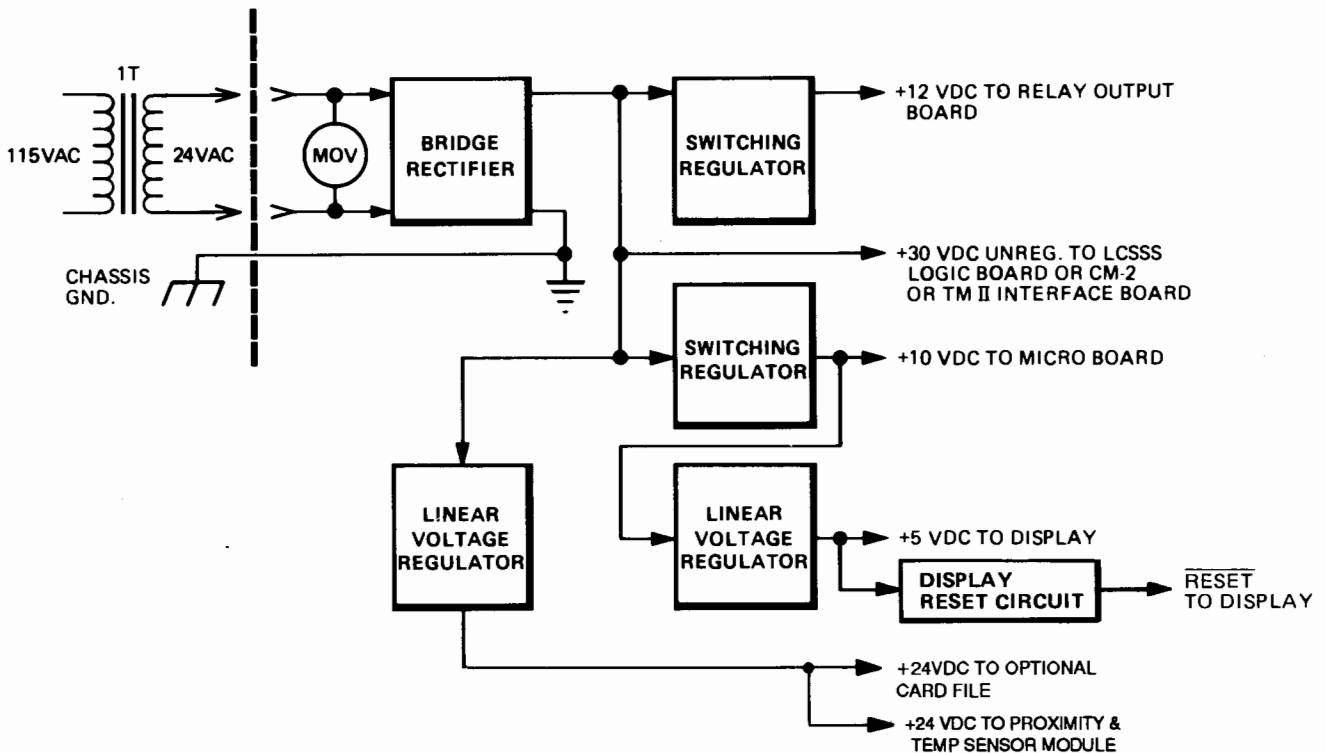 1T
115VAC
24VAC
MOV
BRIDGE
RECTIFIER
SWITCHING
REGULATOR
+12 VDC TO RELAY OUTPUT
BOARD
CHASSIS
GND.
+30 VDC UNREG. TO LCSSS
LOGIC BOARD OR CM-2
OR TM II INTERFACE BOARD
SWITCHING
REGULATOR
+10 VDC TO MICRO BOARD
LINEAR
VOLTAGE
REGULATOR
LINEAR
VOLTAGE
REGULATOR
+5 VDC TO DISPLAY
DISPLAY
RESET CIRCUIT
RESET
TO DISPLAY
+24VDC TO OPTIONAL
CARD FILE
+24 VDC TO PROXIMITY &
TEMP SENSOR MODULE